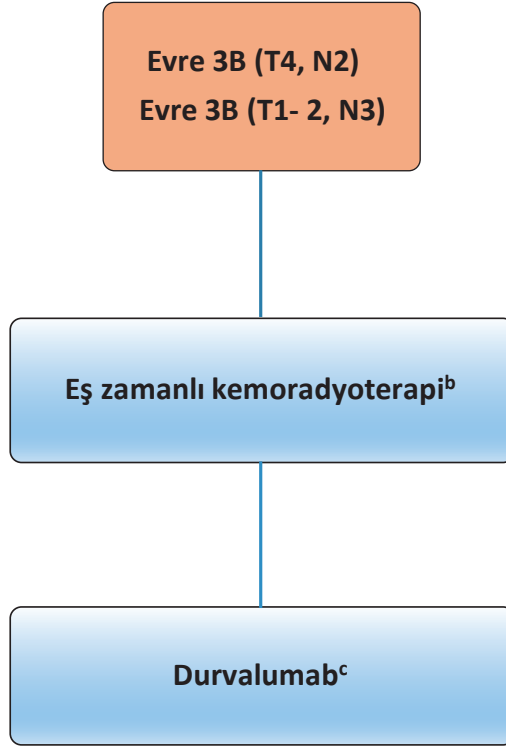 Evre 3B (T4, N2)
Evre 3B (T1- 2, N3)
Eş zamanlı kemoradyoterapiᵇ
Durvalumabᶜ